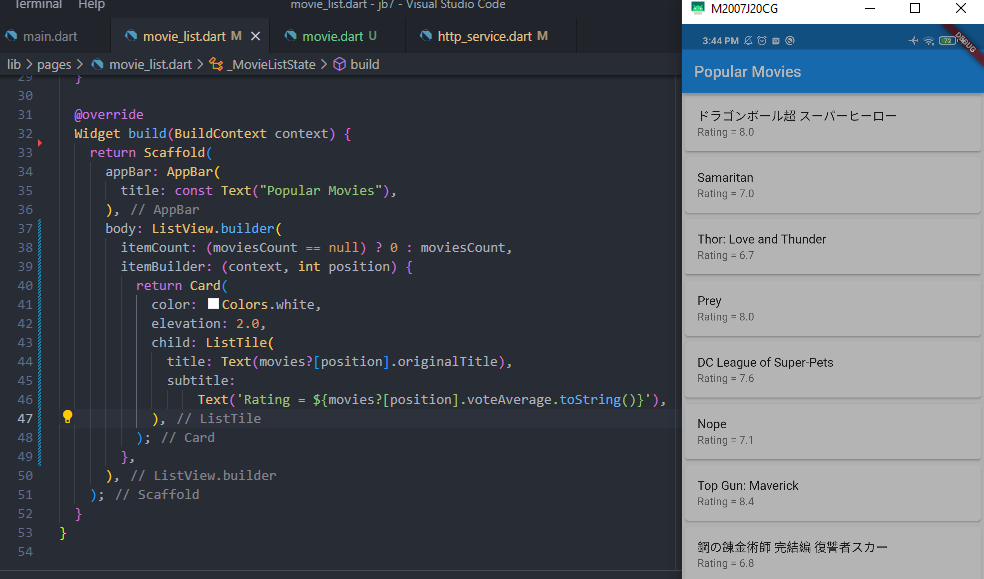 Terminal Help movie_list.dart - jb7 - Visual Studio Code
main.dart movie_list.dart M movie.dart U http_service.dart M
lib > pages > movie_list.dart > _MovieListState > build
29 }
30
31 @override
32 Widget build(BuildContext context) {
33 return Scaffold(
34 appBar: AppBar(
35 title: const Text("Popular Movies"),
36 ), // AppBar
37 body: ListView.builder(
38 itemCount: (moviesCount == null) ? 0 : moviesCount,
39 itemBuilder: (context, int position) {
40 return Card(
41 color: Colors.white,
42 elevation: 2.0,
43 child: ListTile(
44 title: Text(movies?[position].originalTitle),
45 subtitle:
46 Text('Rating = ${movies?[position].voteAverage.toString()}'),
47 ), // ListTile
48 ); // Card
49 },
50 ), // ListView.builder
51 ); // Scaffold
52 }
53 }
54
M2007J20CG
3:44 PM 73
DEBUG
Popular Movies
ドラゴンボール超 スーパーヒーロー
Rating = 8.0
Samaritan
Rating = 7.0
Thor: Love and Thunder
Rating = 6.7
Prey
Rating = 8.0
DC League of Super-Pets
Rating = 7.6
Nope
Rating = 7.1
Top Gun: Maverick
Rating = 8.4
鋼の錬金術師 完結編 復讐者スカー
Rating = 6.8